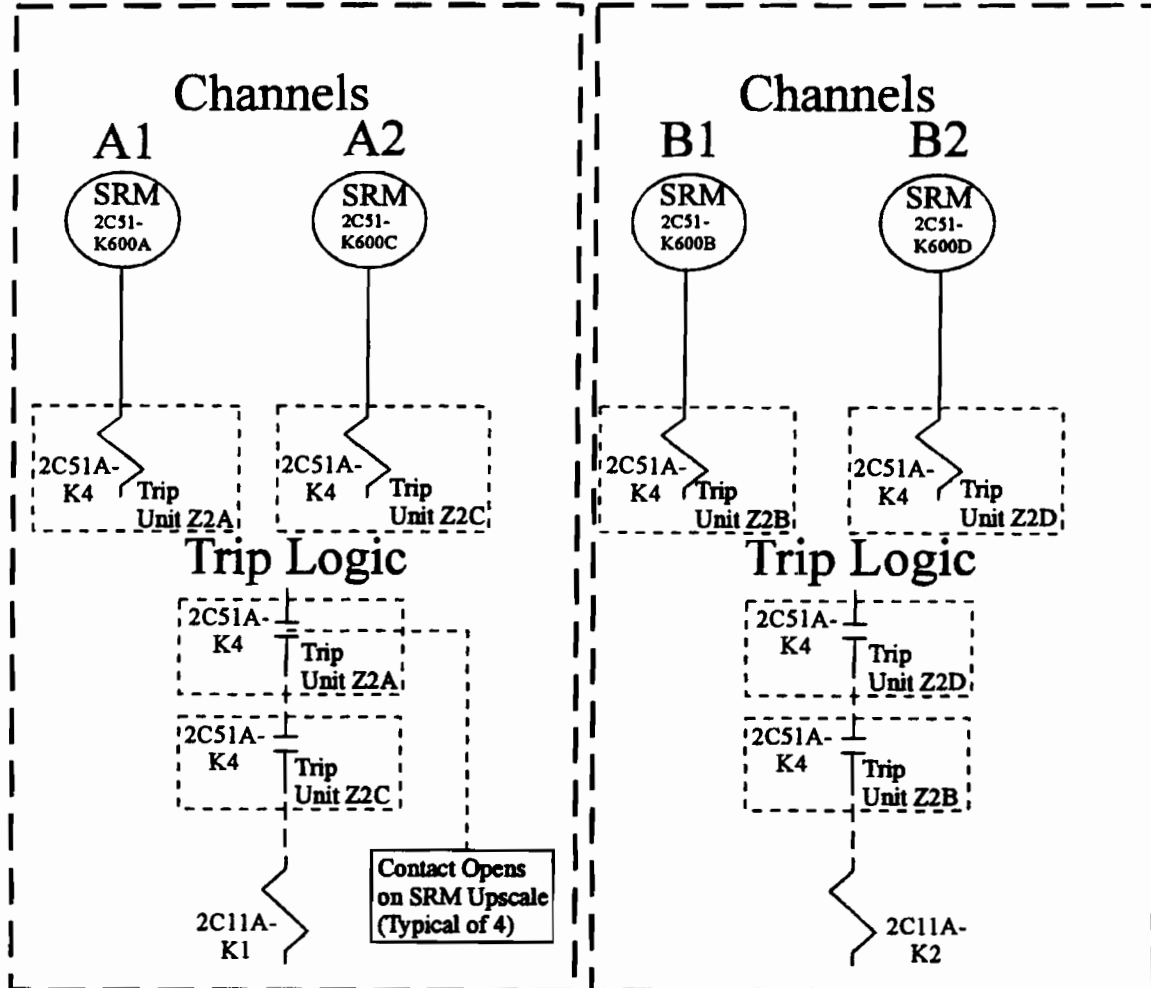 Channels
A1
A2
SRM
2C51-
K600A
SRM
2C51-
K600C
2C51A-
K4
Trip
Unit Z2A
2C51A-
K4
Trip
Unit Z2C
Trip Logic
2C51A-
K4
Trip
Unit Z2A
2C51A-
K4
Trip
Unit Z2C
Contact Opens
on SRM Upscale
(Typical of 4)
2C11A-
K1
Channels
B1
B2
SRM
2C51-
K600B
SRM
2C51-
K600D
2C51A-
K4
Trip
Unit Z2B
2C51A-
K4
Trip
Unit Z2D
Trip Logic
2C51A-
K4
Trip
Unit Z2D
2C51A-
K4
Trip
Unit Z2B
2C11A-
K2